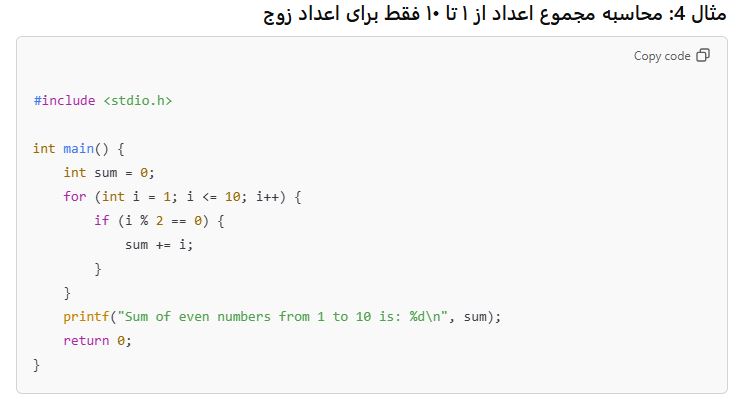 مثال 4: محاسبه مجموع اعداد از ۱ تا ۱۰ فقط برای اعداد زوج
Copy code
#include <stdio.h>
int main() {
    int sum = 0;
    for (int i = 1; i <= 10; i++) {
        if (i % 2 == 0) {
            sum += i;
        }
    }
    printf("Sum of even numbers from 1 to 10 is: %d\n", sum);
    return 0;
}